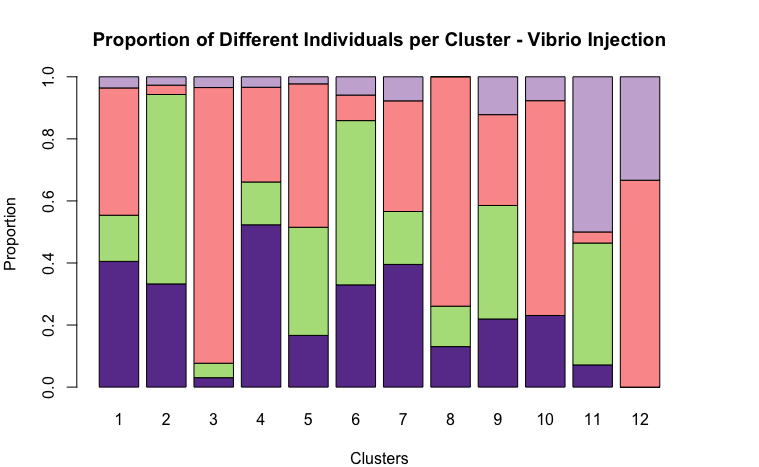 Proportion of Different Individuals per Cluster - Vibrio Injection
Proportion
1.0
0.8
0.6
0.4
0.2
0.0
1 2 3 4 5 6 7 8 9 10 11 12
Clusters